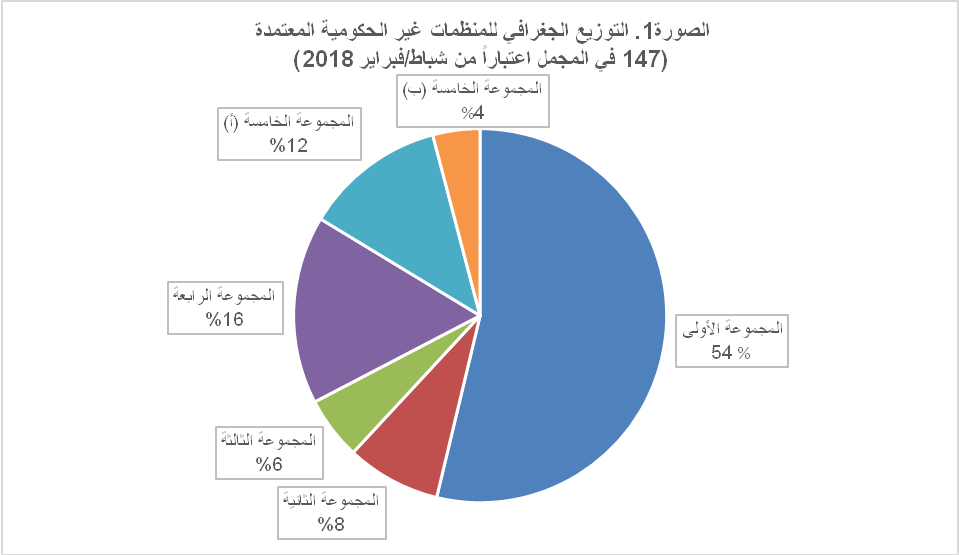 الصورة1. التوزيع الجغرافي للمنظمات غير الحكومية المعتمدة
(147 في المجمل اعتباراً من شباط/فبراير 2018)
المجموعة الخامسة (ب)
%4
المجموعة الخامسة (أ)
%12
المجموعة الرابعة
%16
المجموعة الأولى
54 %
المجموعة الثالثة
%6
المجموعة الثانية
%8